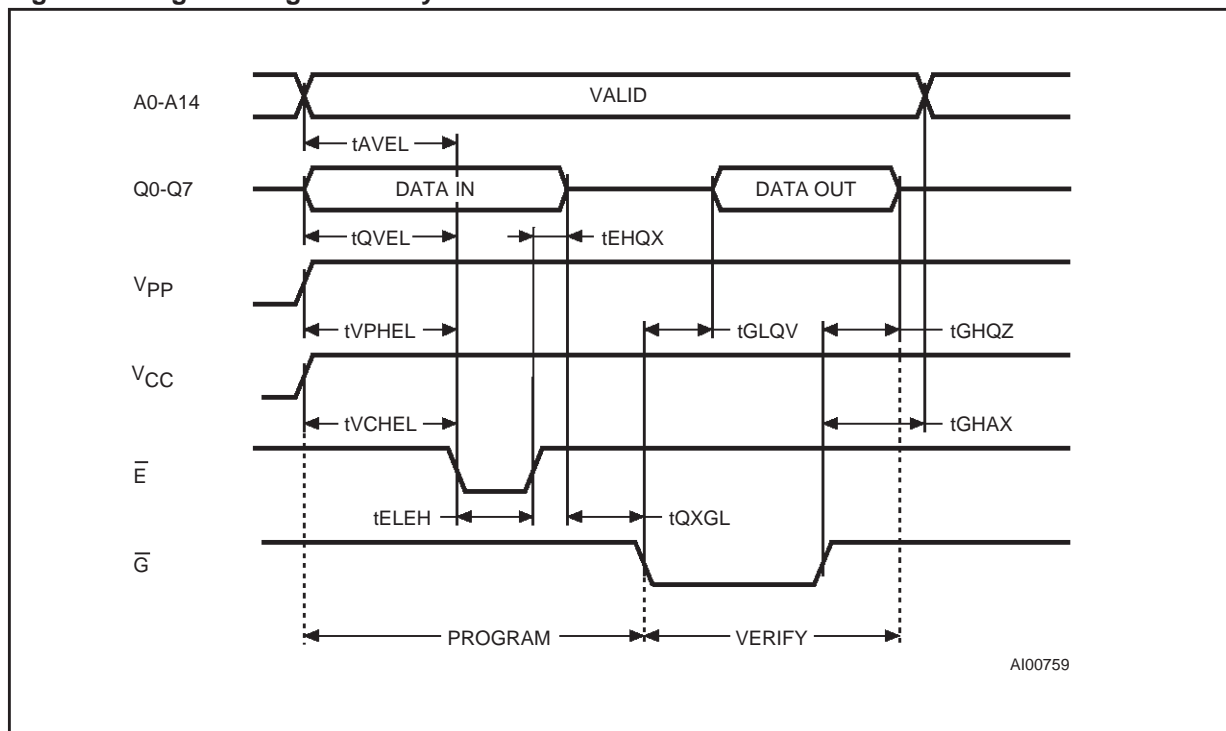 A0-A14
VALID
tAVEL
Q0-Q7
DATA IN
DATA OUT
tQVEL
tEHQX
VPP
tVPHEL
tGLQV
tGHQZ
VCC
tVCHEL
tGHAX
E̅
tELEH
tQXGL
G̅
PROGRAM
VERIFY
AI00759